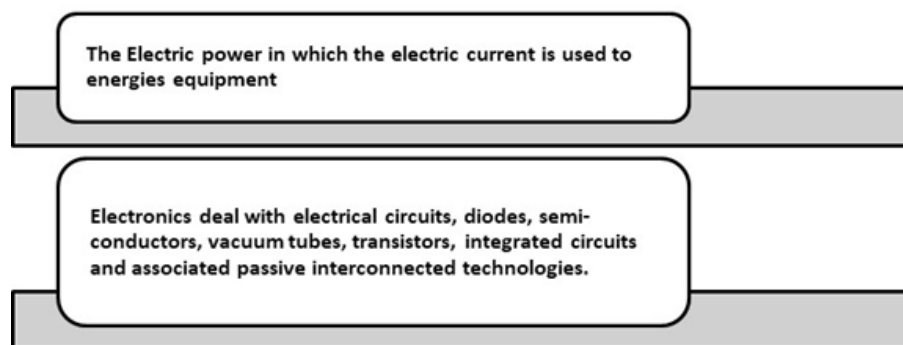 The Electric power in which the electric current is used to
energies equipment
Electronics deal with electrical circuits, diodes, semi-
conductors, vacuum tubes, transistors, integrated circuits
and associated passive interconnected technologies.